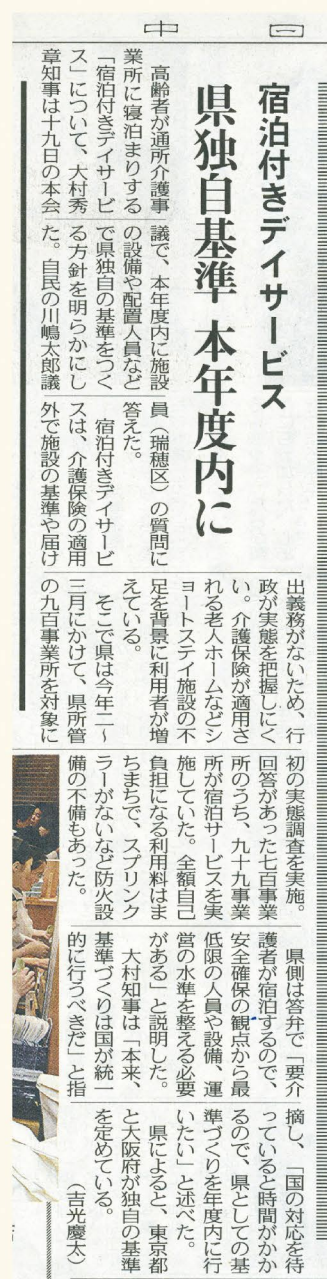 中日
宿泊付きデイサービス
県独自基準 本年度内に
高齢者が通所介護事
業所に寝泊まりする
「宿泊付きデイサービ
ス」について、大村秀
章知事は十九日の本会
議で、本年度内に施設
の設備や配置人員など
で県独自の基準をつく
る方針を明らかにし
た。自民の川嶋太郎議
員（瑞穂区）の質問に
答えた。
宿泊付きデイサービ
スは、介護保険の適用
外で施設の基準や届け
出義務がないため、行
政が実態を把握しにく
い。介護保険が適用さ
れる老人ホームなどシ
ョートステイ施設の不
足を背景に利用者が増
えている。
そこで県は今年二～
三月にかけて、県所管
の九百事業所を対象に
初の実態調査を実施。
回答があった七百事業
所のうち、九十九事業
所が宿泊サービスを実
施していた。全額自己
負担になる利用料はま
ちまちで、スプリンク
ラーがないなど防火設
備の不備もあった。
県側は答弁で「要介
護者が宿泊するので、
安全確保の観点から最
低限の人員や設備、運
営の水準を整える必要
がある」と説明した。
大村知事は「本来、
基準づくりは国が統一
的に行うべきだ」と指
摘し、「国の対応を待
っていると時間がかか
るので、県としての基
準づくりを年度内に行
いたい」と述べた。
県によると、東京都
と大阪府が独自の基準
を定めている。
（吉光慶太）